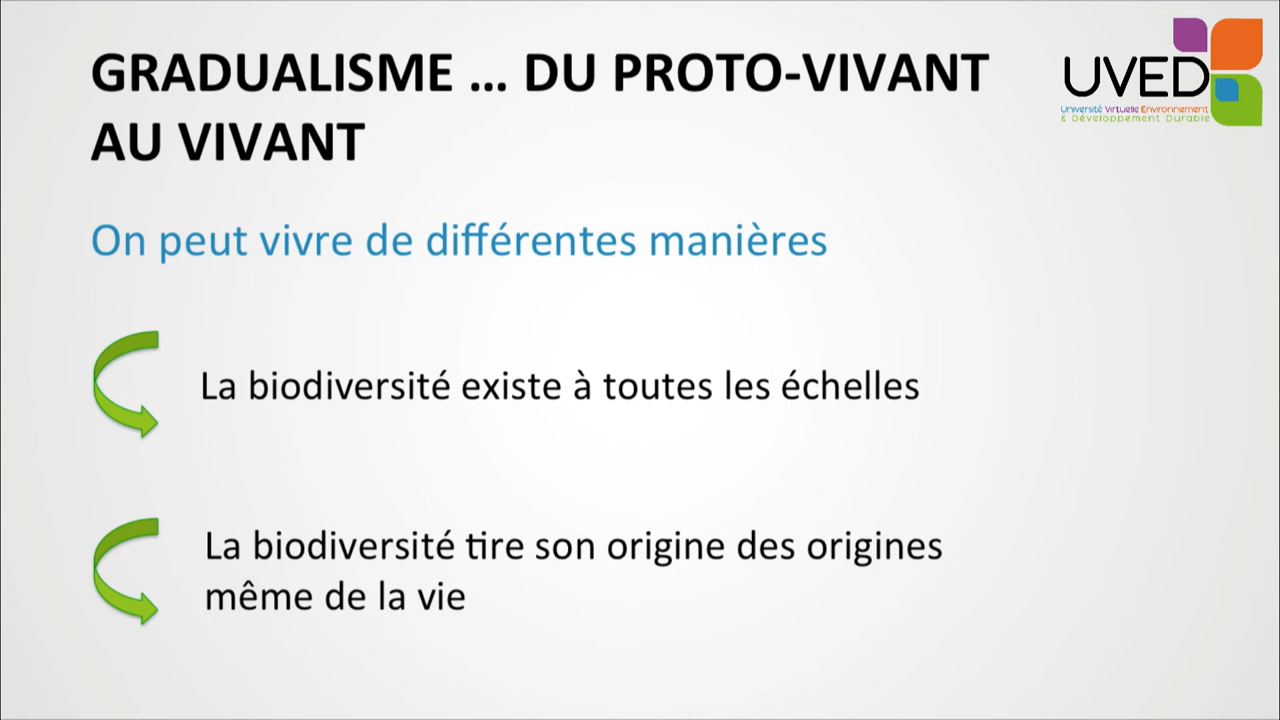 GRADUALISME ... DU PROTO-VIVANT
AU VIVANT
UVED
Université Virtuelle Environnement
& Développement Durable
On peut vivre de différentes manières
La biodiversité existe à toutes les échelles
La biodiversité tire son origine des origines
même de la vie